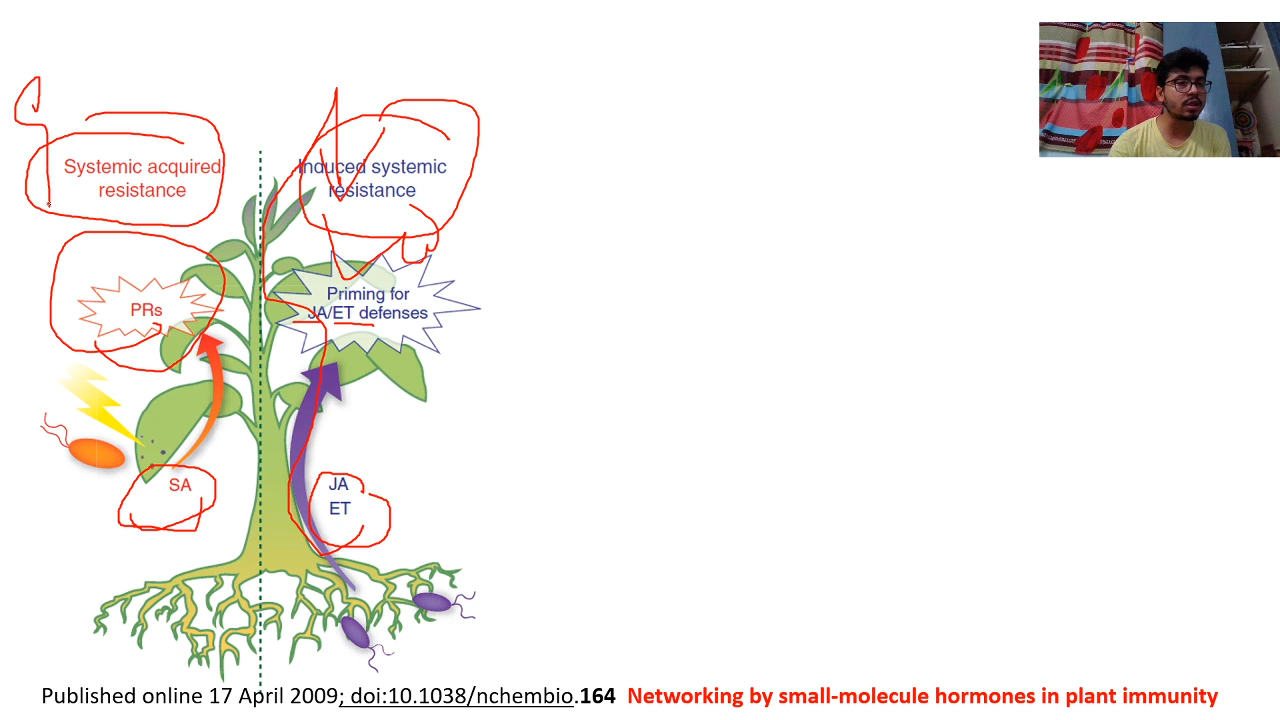 Systemic acquired
resistance
Induced systemic
resistance
PRs
Priming for
JA/ET defenses
SA
JA
ET
Published online 17 April 2009; doi:10.1038/nchembio.164 Networking by small-molecule hormones in plant immunity